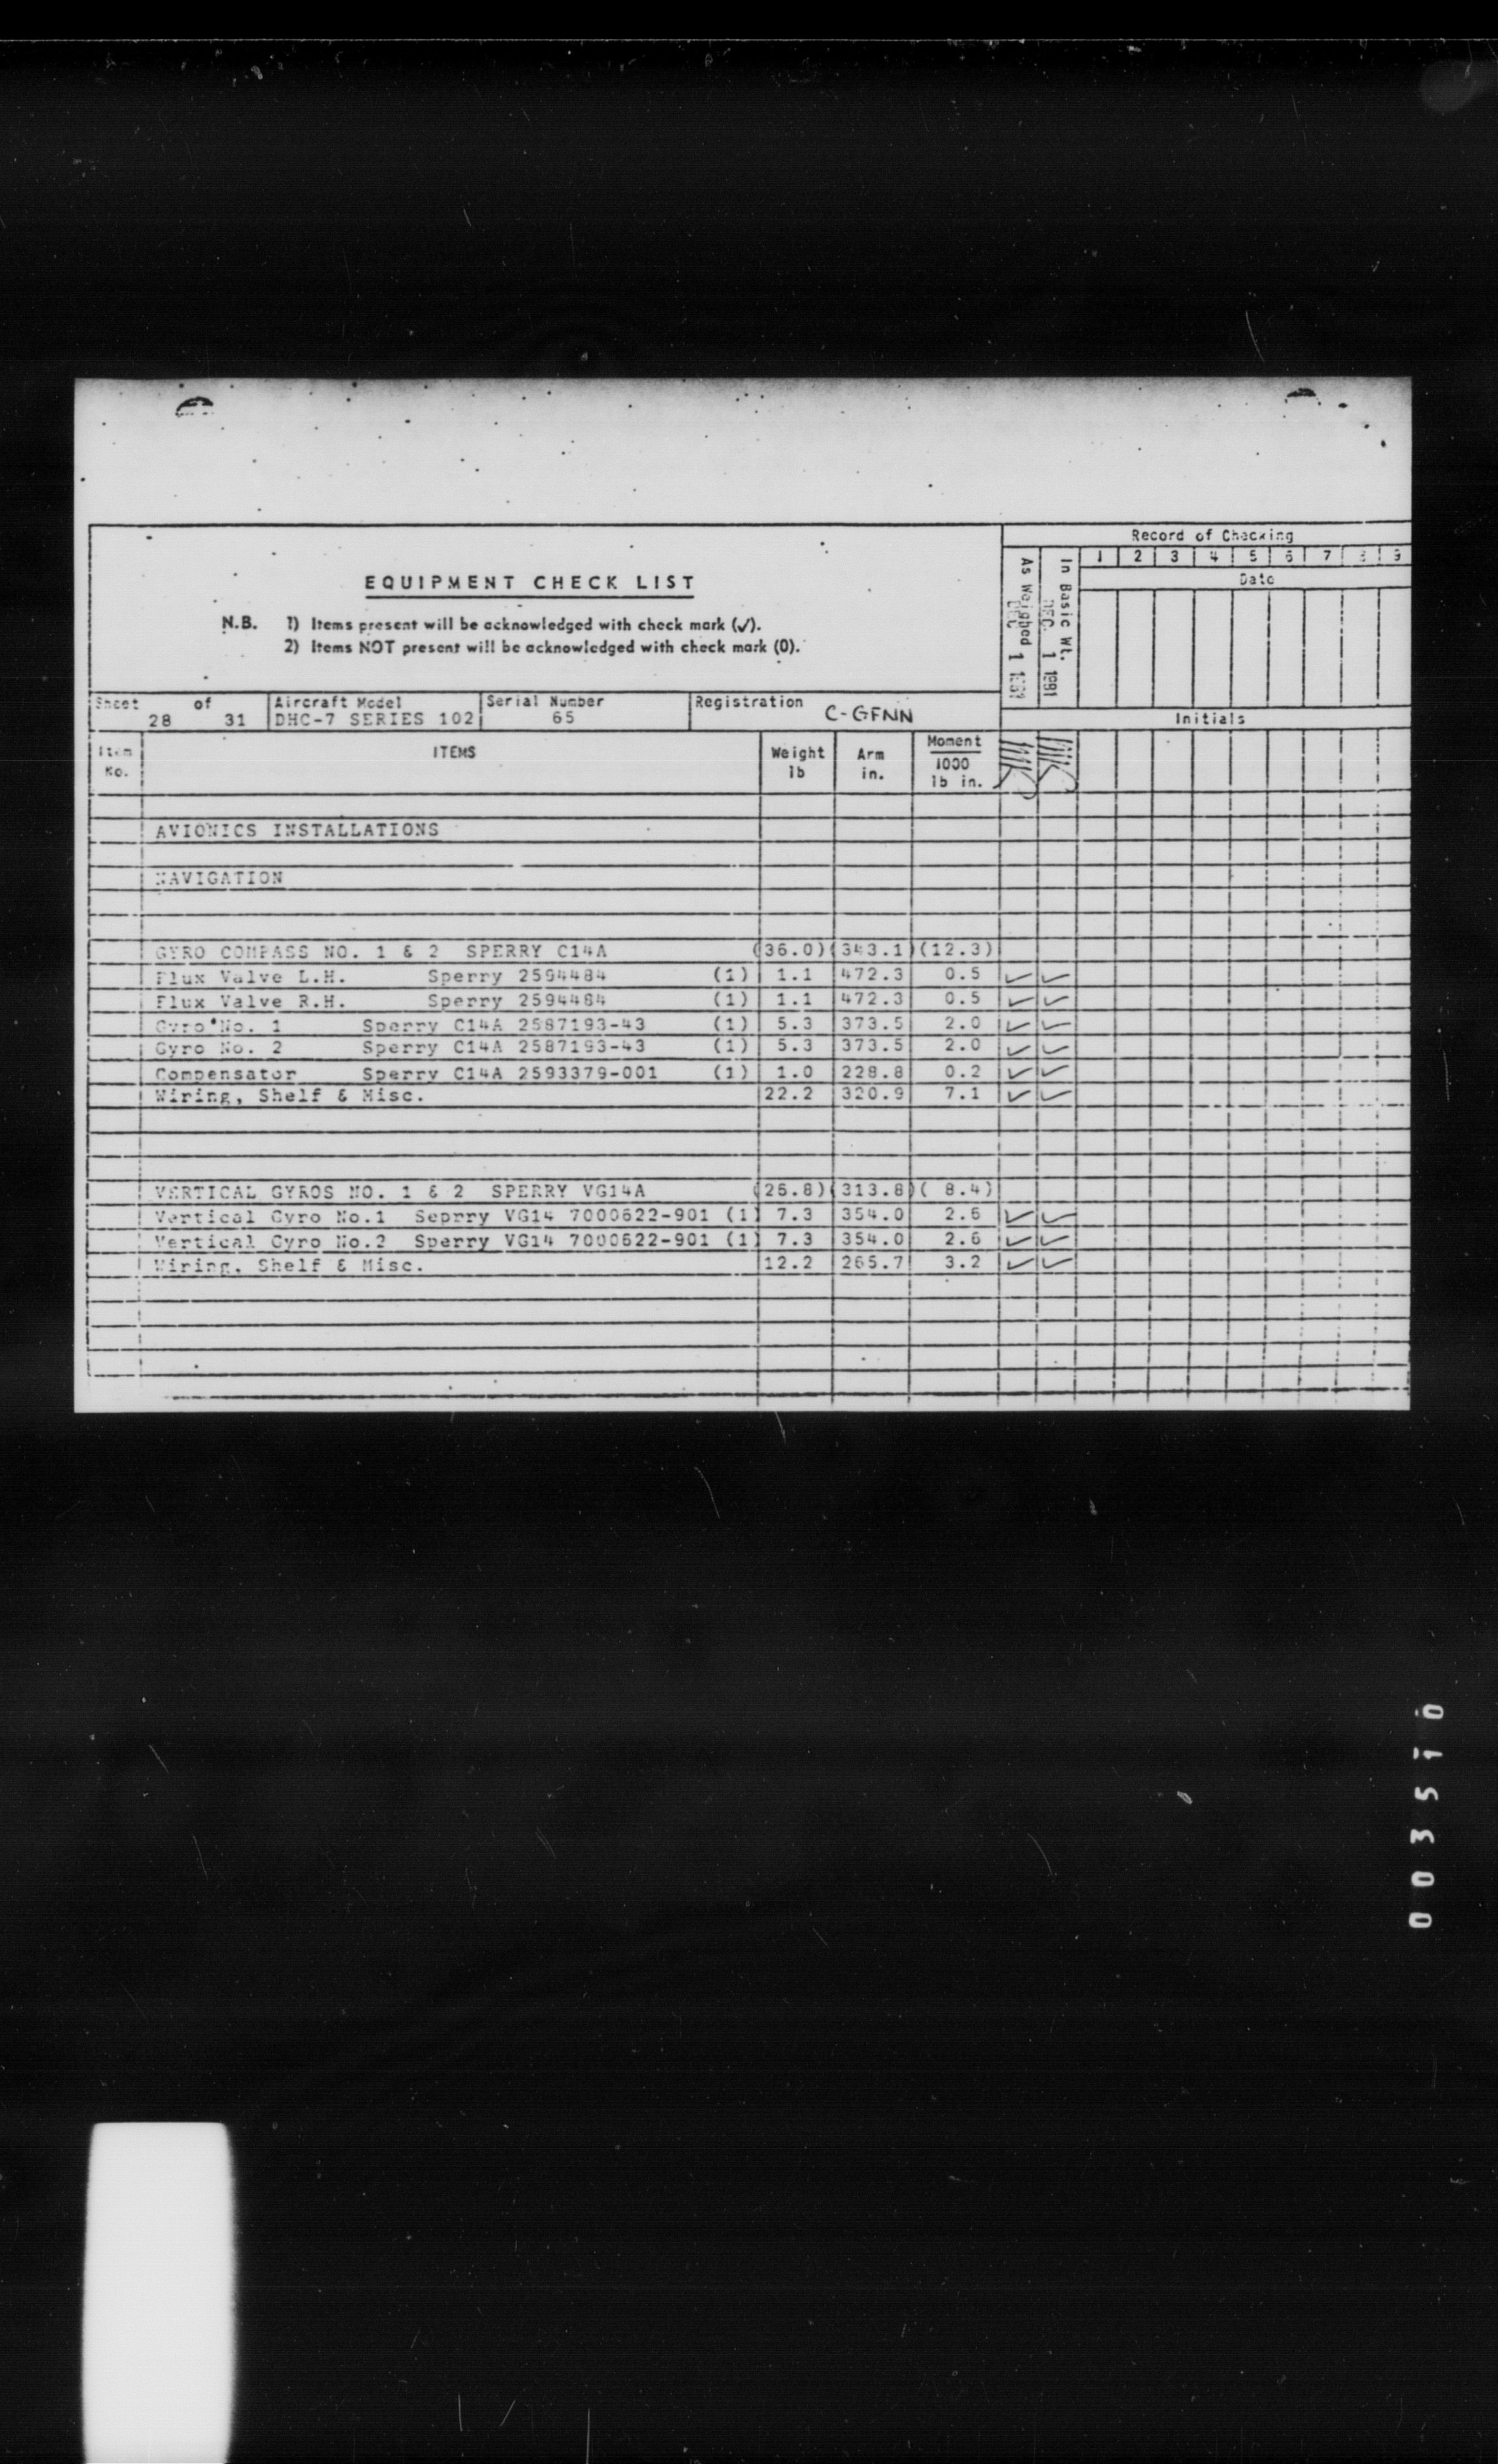 Record of Checking
As Weighed DEC 1 1981
In Basic Wt. DEC. 1 1981
1 2 3 4 5 6 7 8 9
Date
EQUIPMENT CHECK LIST
N.B. 1) Items present will be acknowledged with check mark (✓).
2) Items NOT present will be acknowledged with check mark (0).
Sheet 28 of 31 Aircraft Model DHC-7 SERIES 102 Serial Number 65 Registration C-GFNN
Initials
Item No. ITEMS Weight lb Arm in. Moment 1000 lb in.
AVIONICS INSTALLATIONS
NAVIGATION
GYRO COMPASS NO. 1 & 2 SPERRY C14A (36.0) (343.1) (12.3)
Flux Valve L.H. Sperry 2594484 (1) 1.1 472.3 0.5 ✓ ✓
Flux Valve R.H. Sperry 2594484 (1) 1.1 472.3 0.5 ✓ ✓
Gyro No. 1 Sperry C14A 2587193-43 (1) 5.3 373.5 2.0 ✓ ✓
Gyro No. 2 Sperry C14A 2587193-43 (1) 5.3 373.5 2.0 ✓ ✓
Compensator Sperry C14A 2593379-001 (1) 1.0 228.8 0.2 ✓ ✓
Wiring, Shelf & Misc. 22.2 320.9 7.1 ✓ ✓
VERTICAL GYROS NO. 1 & 2 SPERRY VG14A (26.8) (313.8) ( 8.4)
Vertical Gyro No.1 Seprry VG14 7000622-901 (1) 7.3 354.0 2.6 ✓ ✓
Vertical Gyro No.2 Sperry VG14 7000622-901 (1) 7.3 354.0 2.6 ✓ ✓
Wiring, Shelf & Misc. 12.2 265.7 3.2 ✓ ✓
003510